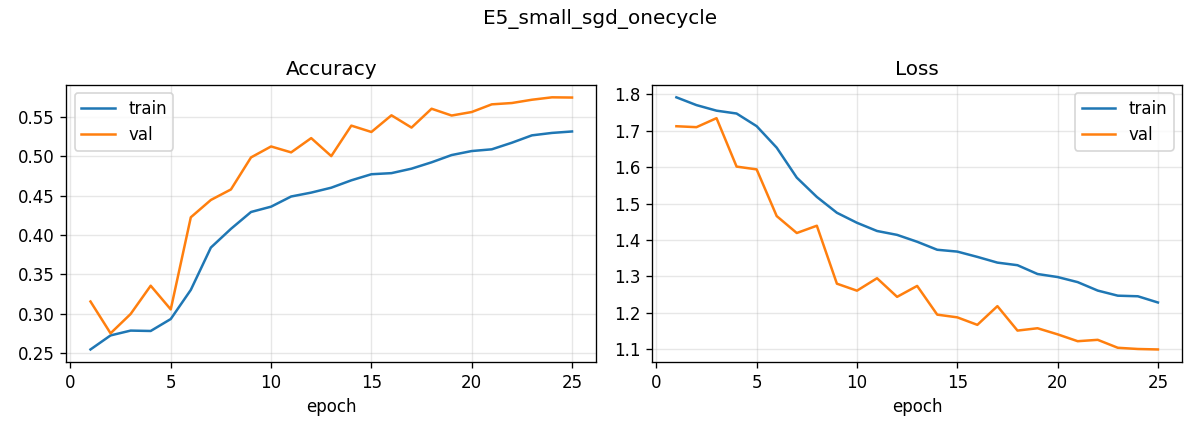 E5_small_sgd_onecycle
Accuracy
train
val
0.55
0.50
0.45
0.40
0.35
0.30
0.25
0 5 10 15 20 25
epoch
Loss
train
val
1.8
1.7
1.6
1.5
1.4
1.3
1.2
1.1
0 5 10 15 20 25
epoch